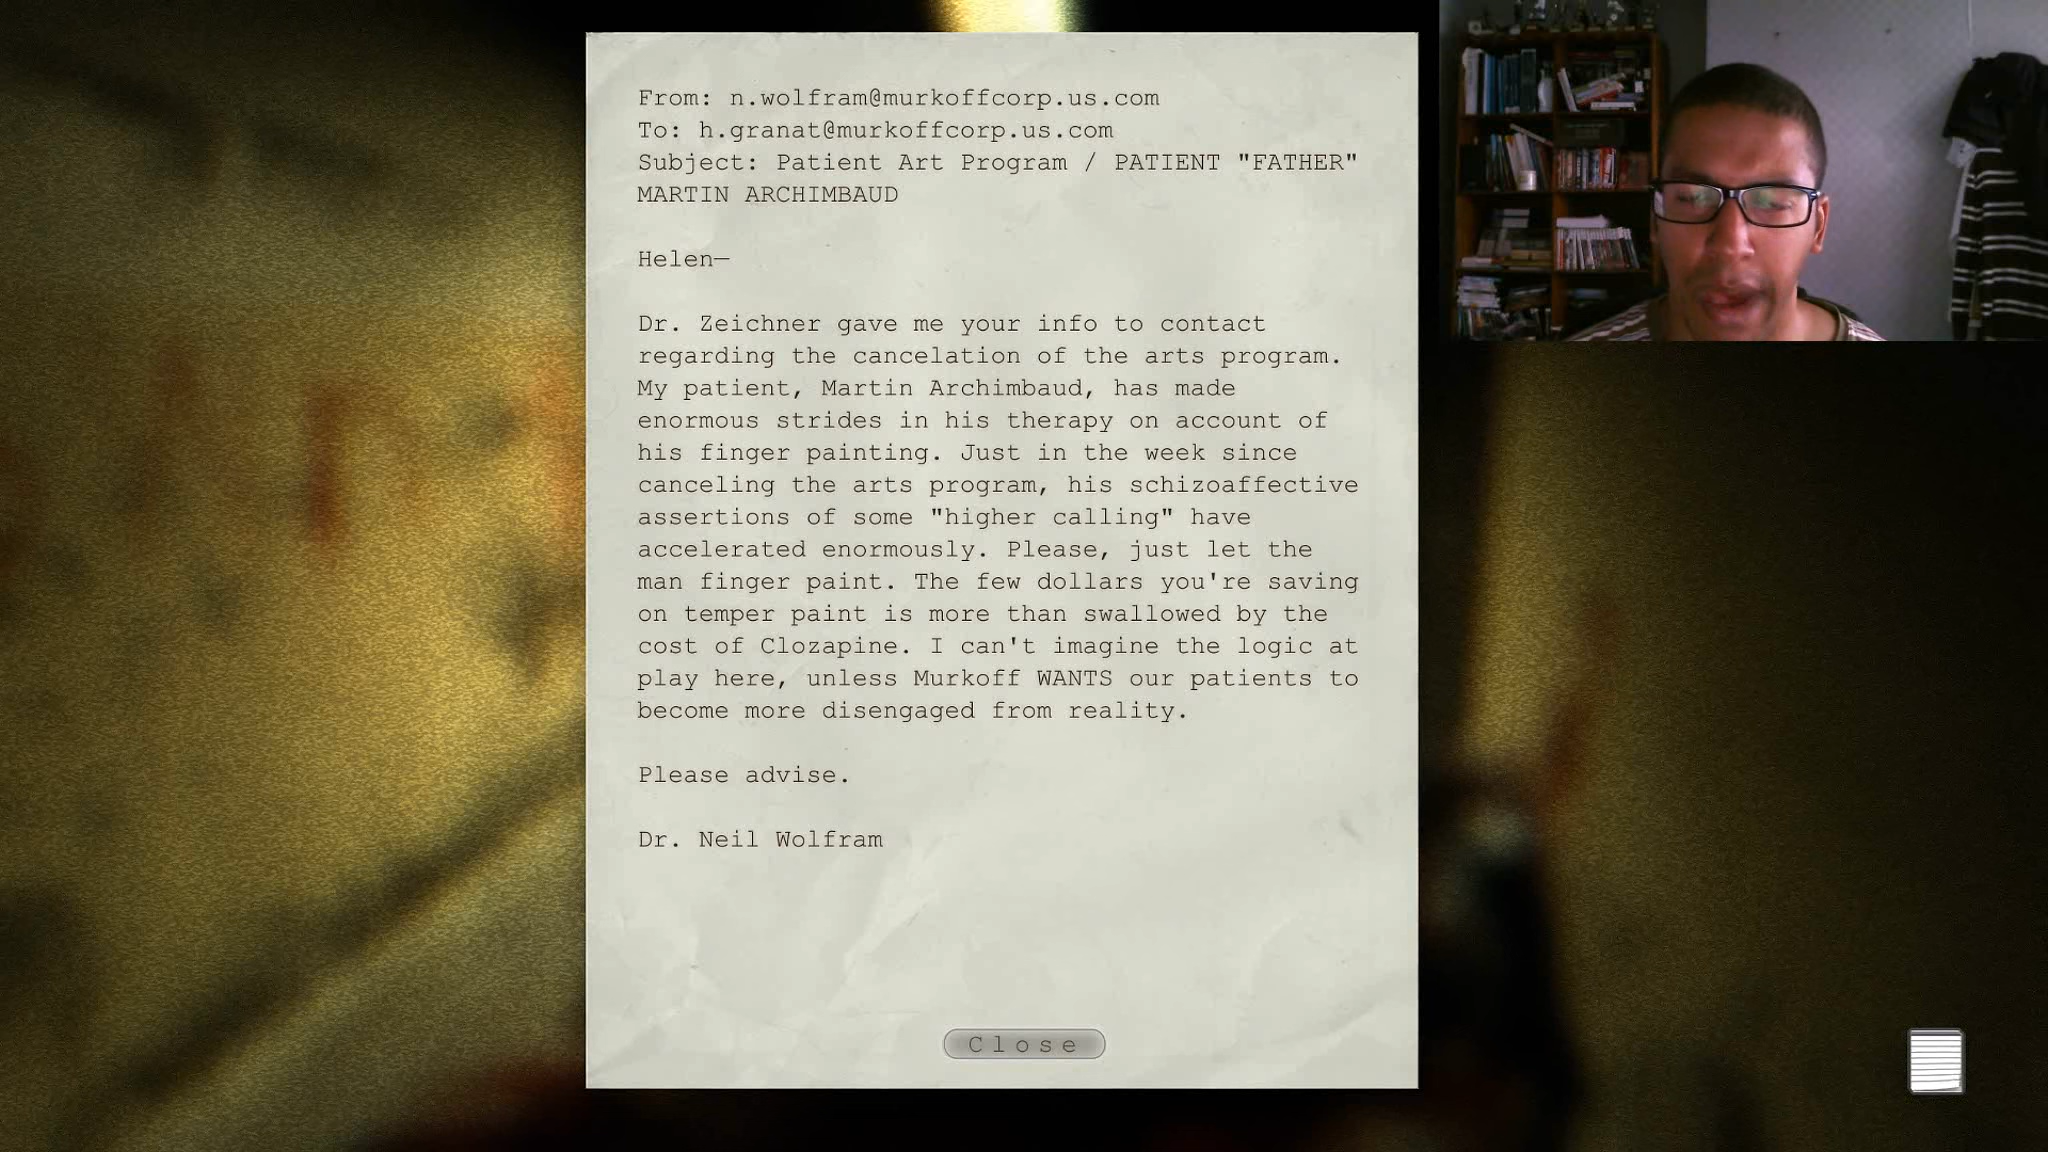 From: n.wolfram@murkoffcorp.us.com
To: h.granat@murkoffcorp.us.com
Subject: Patient Art Program / PATIENT "FATHER"
MARTIN ARCHIMBAUD
Helen—
Dr. Zeichner gave me your info to contact
regarding the cancelation of the arts program.
My patient, Martin Archimbaud, has made
enormous strides in his therapy on account of
his finger painting. Just in the week since
canceling the arts program, his schizoaffective
assertions of some "higher calling" have
accelerated enormously. Please, just let the
man finger paint. The few dollars you're saving
on temper paint is more than swallowed by the
cost of Clozapine. I can't imagine the logic at
play here, unless Murkoff WANTS our patients to
become more disengaged from reality.
Please advise.
Dr. Neil Wolfram
Close